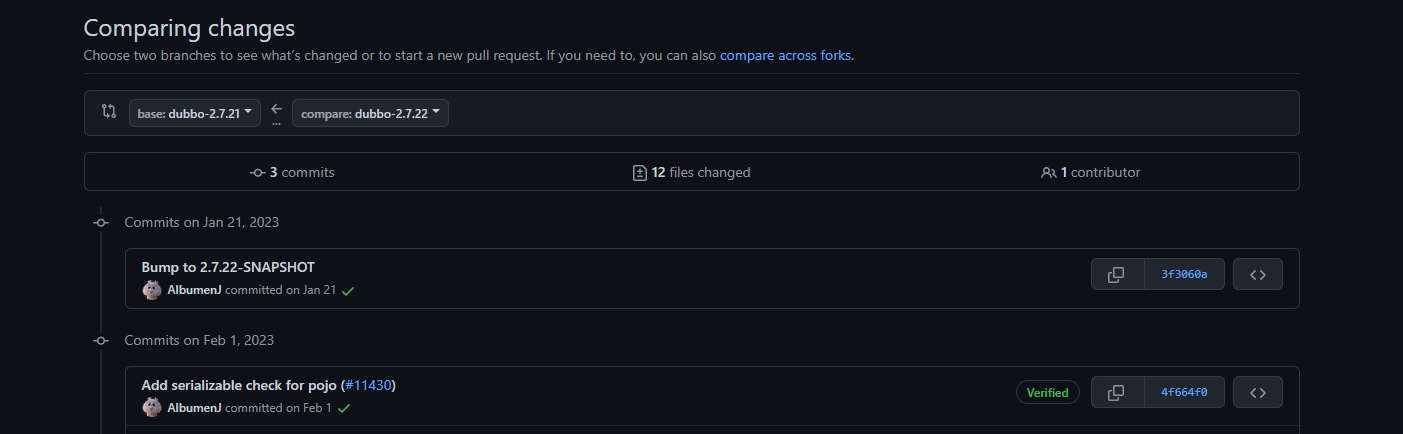 Comparing changes
Choose two branches to see what's changed or to start a new pull request. If you need to, you can also compare across forks.
base: dubbo-2.7.21
...
compare: dubbo-2.7.22
3 commits
12 files changed
1 contributor
Commits on Jan 21, 2023
Bump to 2.7.22-SNAPSHOT
AlbumenJ committed on Jan 21
3f3060a
Commits on Feb 1, 2023
Add serializable check for pojo (#11430)
AlbumenJ committed on Feb 1
Verified
4f664f0